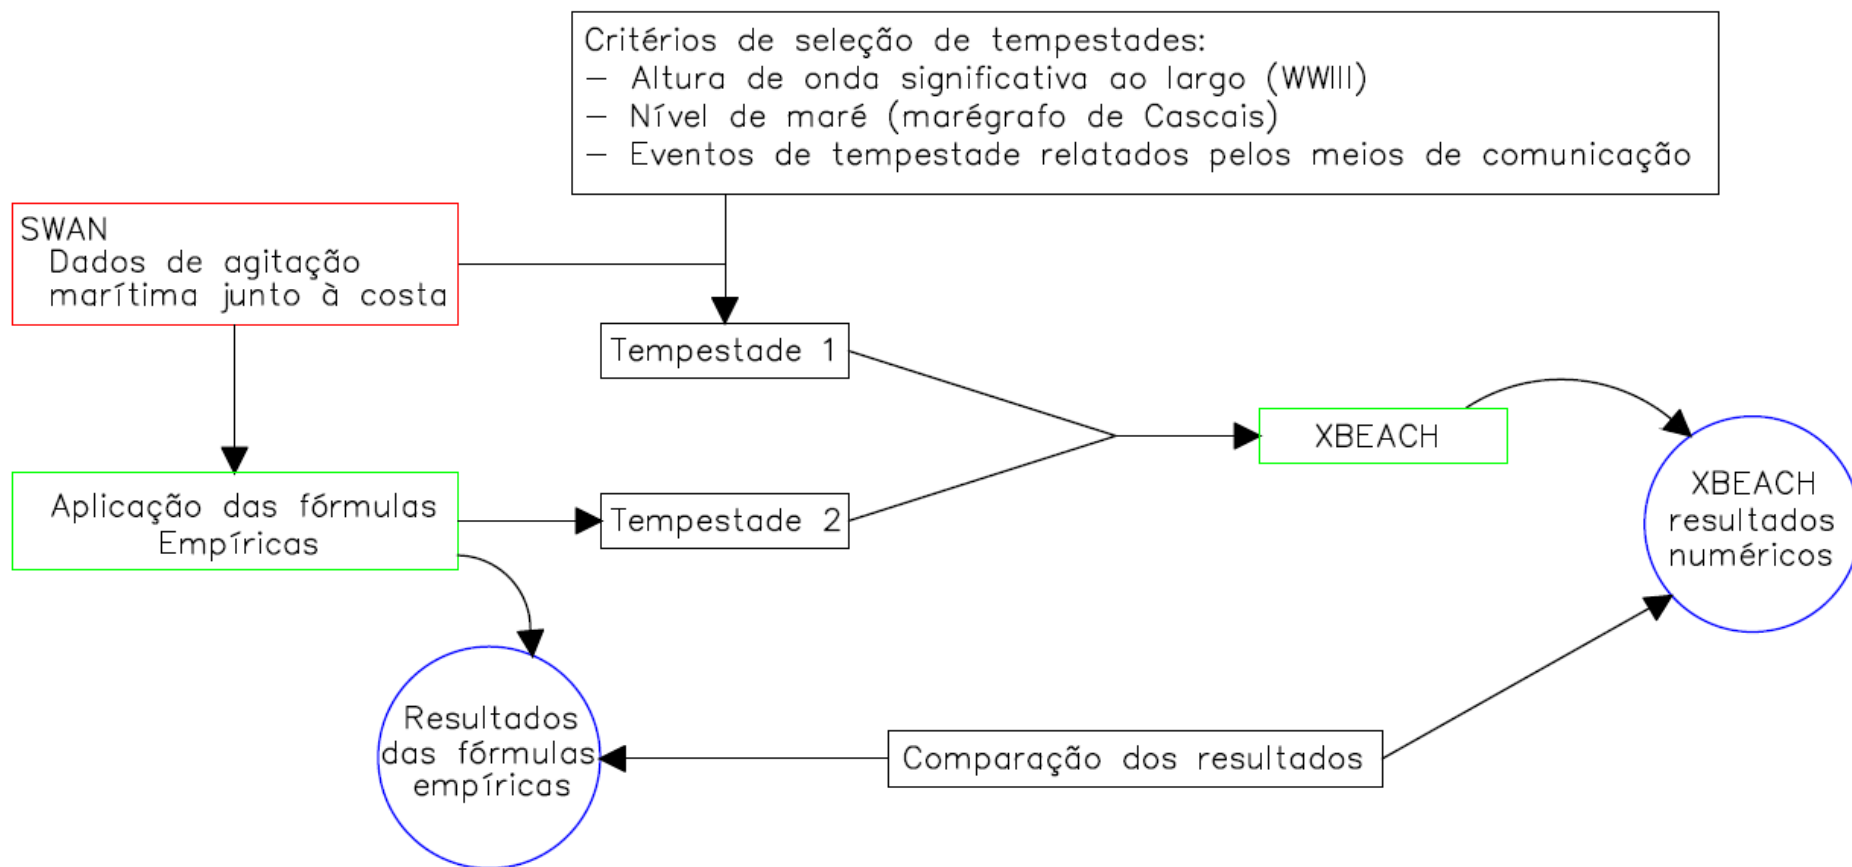 Critérios de seleção de tempestades:
– Altura de onda significativa ao largo (WWIII)
– Nível de maré (marégrafo de Cascais)
– Eventos de tempestade relatados pelos meios de comunicação
SWAN
Dados de agitação
marítima junto à costa
Tempestade 1
XBEACH
Aplicação das fórmulas
Empíricas
Tempestade 2
XBEACH
resultados
numéricos
Resultados
das fórmulas
empíricas
Comparação dos resultados